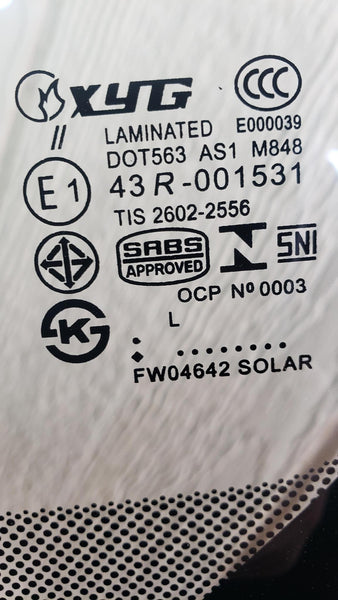 XYG CCC
// LAMINATED E000039
DOT563 AS1 M848
E1 43R-001531
TIS 2602-2556
SABS
APPROVED
SNI
OCP Nº 0003
K
L
FW04642 SOLAR